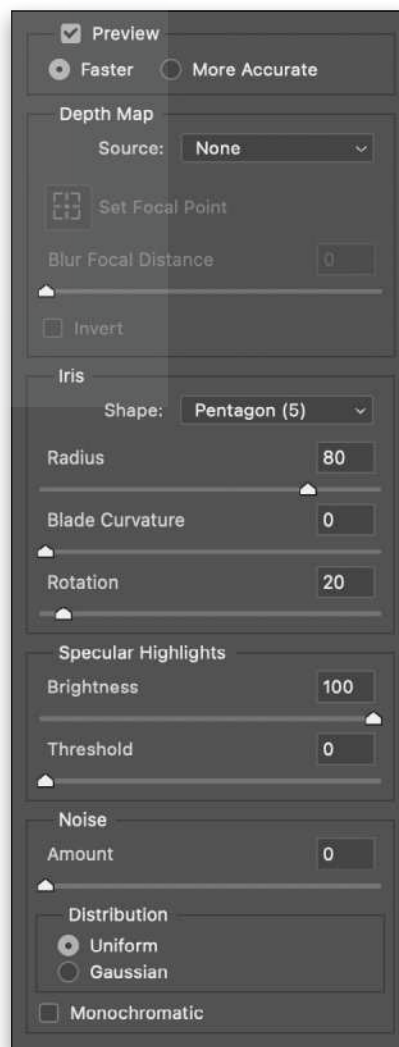 Preview
Faster More Accurate
Depth Map
Source: None
Set Focal Point
Blur Focal Distance 0
Invert
Iris
Shape: Pentagon (5)
Radius 80
Blade Curvature 0
Rotation 20
Specular Highlights
Brightness 100
Threshold 0
Noise
Amount 0
Distribution
Uniform
Gaussian
Monochromatic